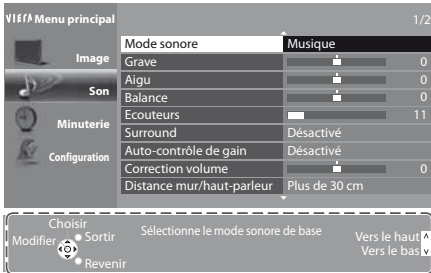 VIErA Menu principal 1/2
Image
Son
Minuterie
Configuration
Mode sonore Musique
Grave 0
Aigu 0
Balance 0
Ecouteurs 11
Surround Désactivé
Auto-contrôle de gain Désactivé
Correction volume 0
Distance mur/haut-parleur Plus de 30 cm
Choisir
Modifier Sortir
Revenir
Sélectionne le mode sonore de base
Vers le haut
Vers le bas